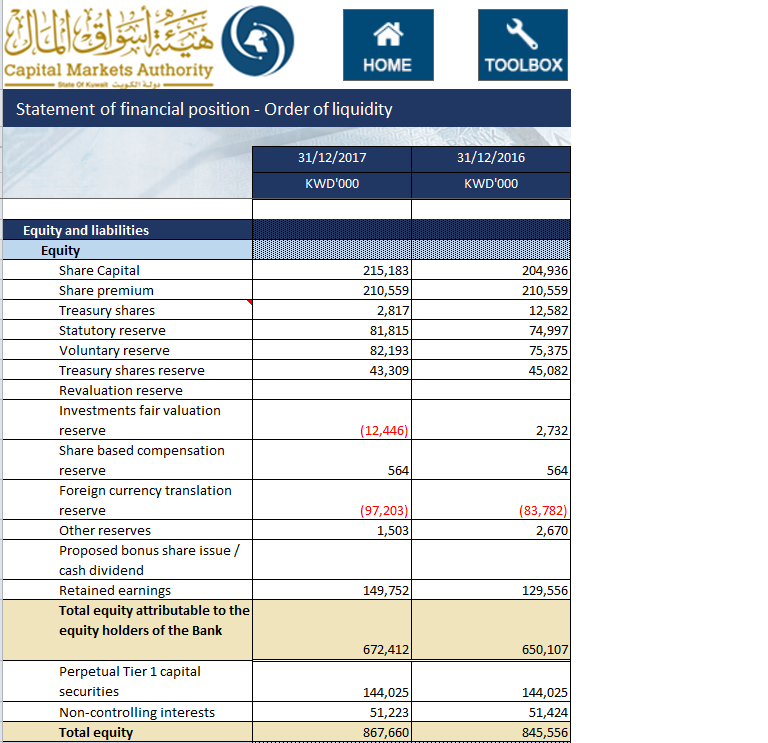 هيئة أسواق المال
Capital Markets Authority
State Of Kuwait دولة الكويت
HOME
TOOLBOX
Statement of financial position - Order of liquidity
31/12/2017 31/12/2016
KWD'000 KWD'000
Equity and liabilities
Equity
Share Capital 215,183 204,936
Share premium 210,559 210,559
Treasury shares 2,817 12,582
Statutory reserve 81,815 74,997
Voluntary reserve 82,193 75,375
Treasury shares reserve 43,309 45,082
Revaluation reserve
Investments fair valuation
reserve (12,446) 2,732
Share based compensation
reserve 564 564
Foreign currency translation
reserve (97,203) (83,782)
Other reserves 1,503 2,670
Proposed bonus share issue /
cash dividend
Retained earnings 149,752 129,556
Total equity attributable to the
equity holders of the Bank
672,412 650,107
Perpetual Tier 1 capital
securities 144,025 144,025
Non-controlling interests 51,223 51,424
Total equity 867,660 845,556